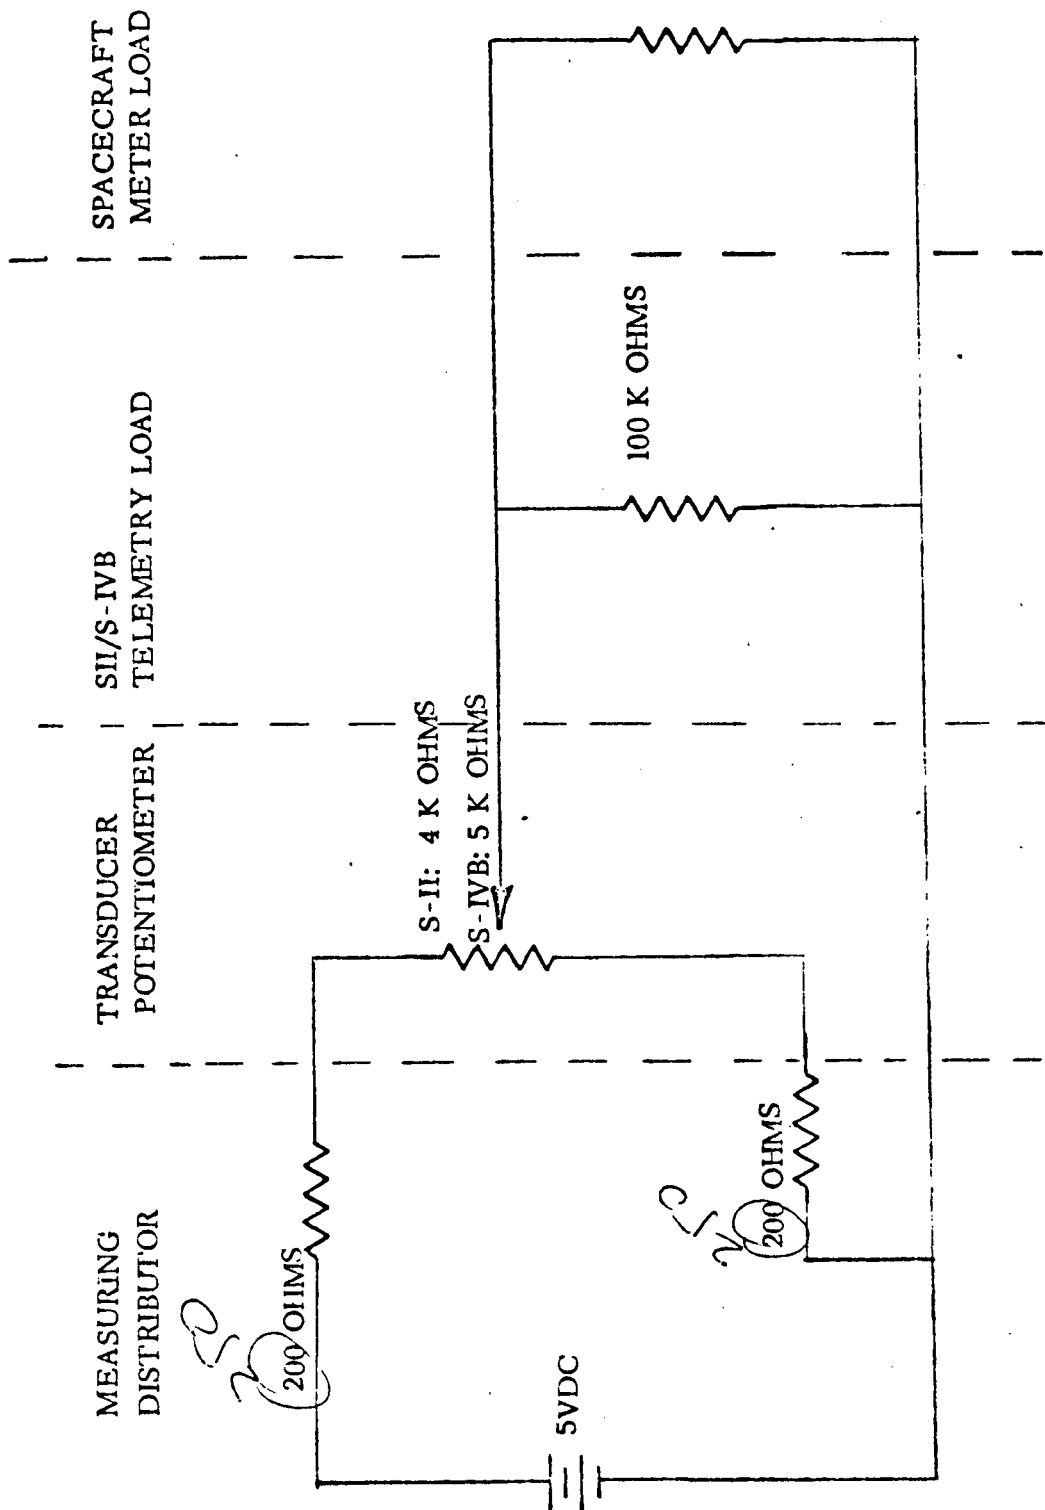 MEASURING
DISTRIBUTOR
TRANSDUCER
POTENTIOMETER
SII/S-IVB
TELEMETRY LOAD
SPACECRAFT
METER LOAD
200 OHMS
S-II: 4 K OHMS
S-IVB: 5 K OHMS
5VDC
200 OHMS
100 K OHMS